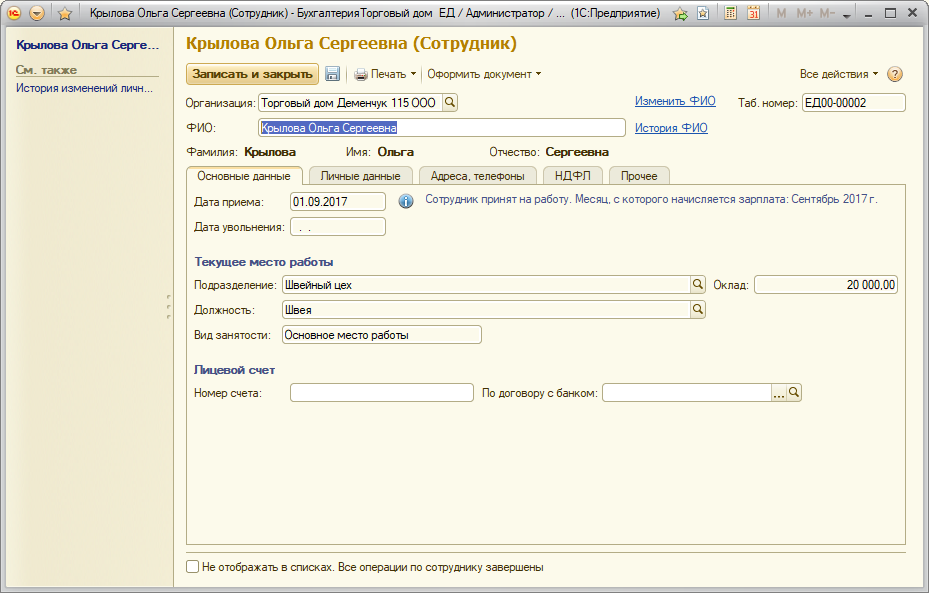 Крылова Ольга Сергеевна (Сотрудник) - БухгалтерияТорговый дом ЕД / Администратор / ... (1С:Предприятие) 31 M M+ M-
Крылова Ольга Серге...
См. также
История изменений личн...
Крылова Ольга Сергеевна (Сотрудник)
Записать и закрыть Печать Оформить документ Все действия ?
Организация: Торговый дом Деменчук 115 ООО Изменить ФИО Таб. номер: ЕД00-00002
ФИО: Крылова Ольга Сергеевна История ФИО
Фамилия: Крылова Имя: Ольга Отчество: Сергеевна
Основные данные Личные данные Адреса, телефоны НДФЛ Прочее
Дата приема: 01.09.2017 Сотрудник принят на работу. Месяц, с которого начисляется зарплата: Сентябрь 2017 г.
Дата увольнения: . .
Текущее место работы
Подразделение: Швейный цех Оклад: 20 000,00
Должность: Швея
Вид занятости: Основное место работы
Лицевой счет
Номер счета: По договору с банком: ...
Не отображать в списках. Все операции по сотруднику завершены